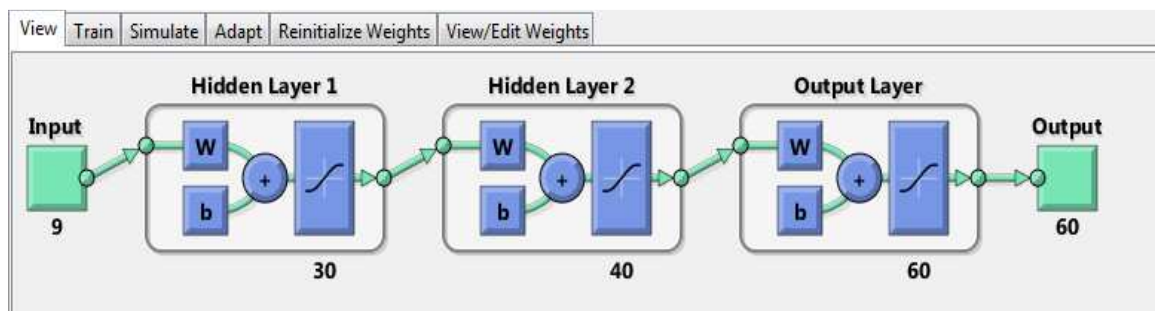 View Train Simulate Adapt Reinitialize Weights View/Edit Weights
Hidden Layer 1 Hidden Layer 2 Output Layer
Input Output
W W W
+ + +
b b b
9 60
30 40 60